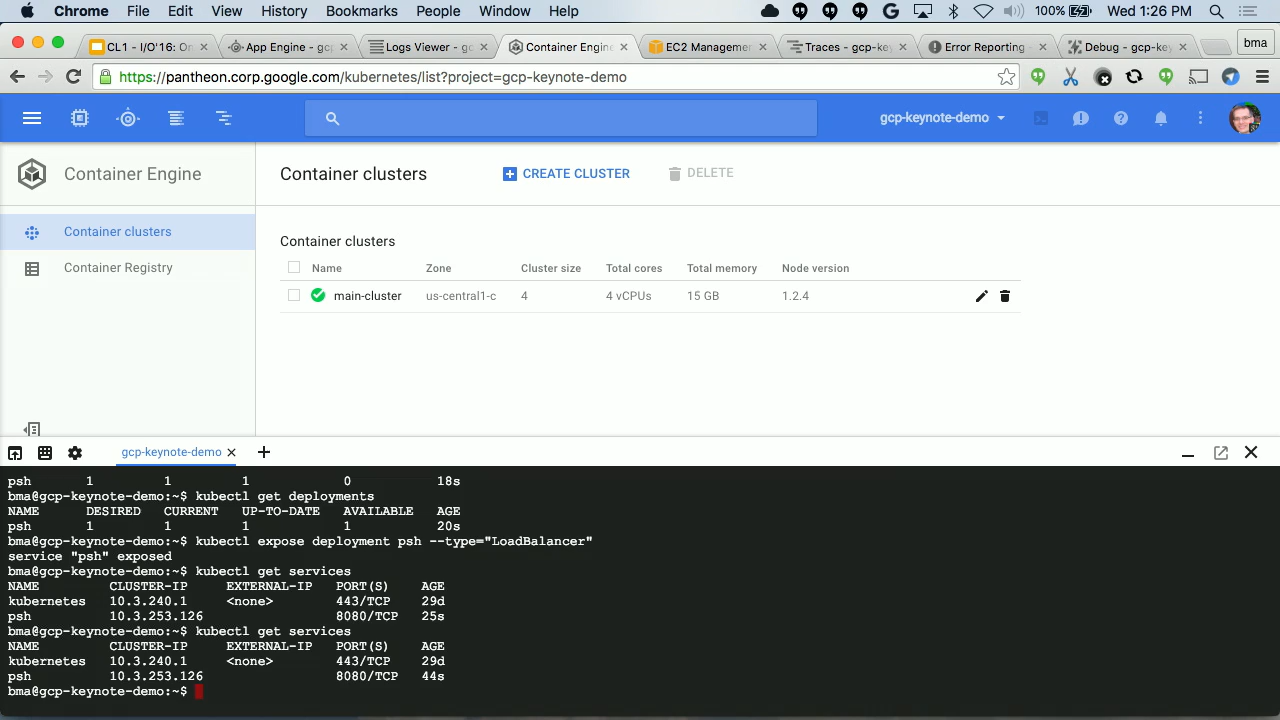 Chrome File Edit View History Bookmarks People Window Help 100% Wed 1:26 PM
CL1 - I/O'16: On App Engine - gcp Logs Viewer - gc Container Engine EC2 Management Traces - gcp-key Error Reporting - Debug - gcp-key bma
https://pantheon.corp.google.com/kubernetes/list?project=gcp-keynote-demo
gcp-keynote-demo
Container Engine
Container clusters
Container Registry
Container clusters CREATE CLUSTER DELETE
Container clusters
Name Zone Cluster size Total cores Total memory Node version
main-cluster us-central1-c 4 4 vCPUs 15 GB 1.2.4
gcp-keynote-demo
psh 1 1 1 0 18s
bma@gcp-keynote-demo:~$ kubectl get deployments
NAME DESIRED CURRENT UP-TO-DATE AVAILABLE AGE
psh 1 1 1 1 20s
bma@gcp-keynote-demo:~$ kubectl expose deployment psh --type="LoadBalancer"
service "psh" exposed
bma@gcp-keynote-demo:~$ kubectl get services
NAME CLUSTER-IP EXTERNAL-IP PORT(S) AGE
kubernetes 10.3.240.1 <none> 443/TCP 29d
psh 10.3.253.126 8080/TCP 25s
bma@gcp-keynote-demo:~$ kubectl get services
NAME CLUSTER-IP EXTERNAL-IP PORT(S) AGE
kubernetes 10.3.240.1 <none> 443/TCP 29d
psh 10.3.253.126 8080/TCP 44s
bma@gcp-keynote-demo:~$